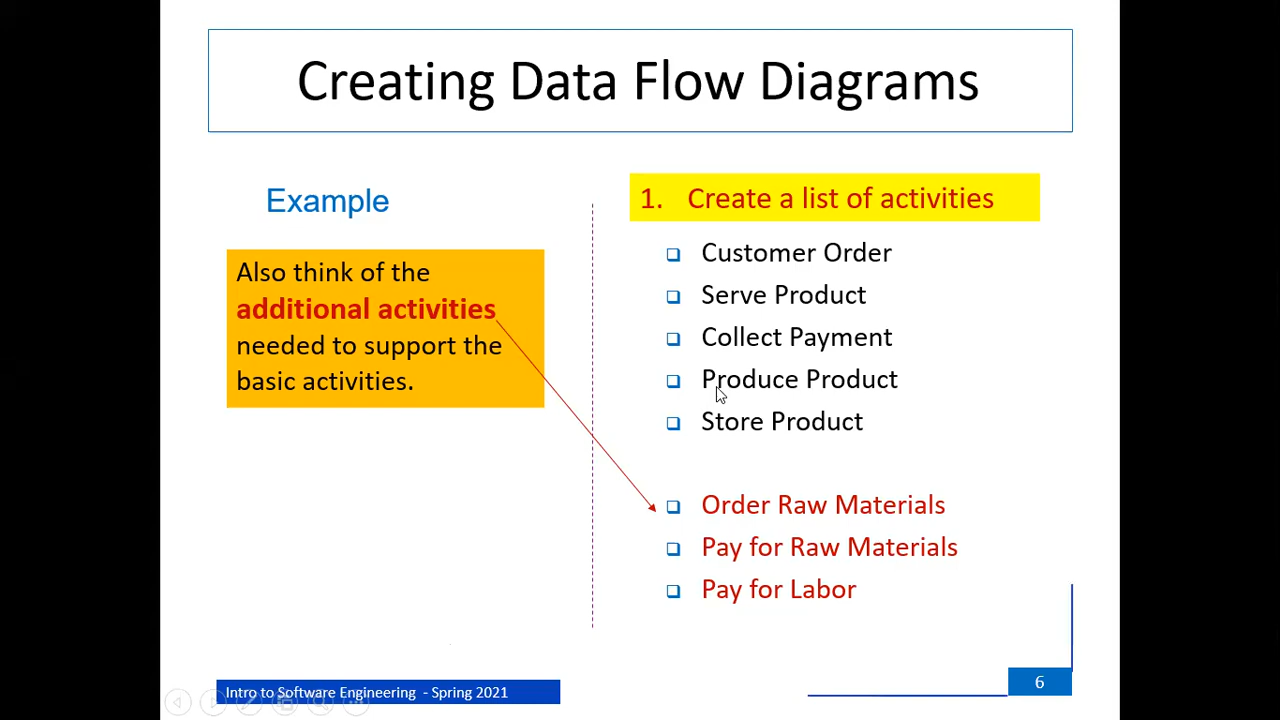 Creating Data Flow Diagrams
Example
Also think of the
additional activities
needed to support the
basic activities.
1. Create a list of activities
Customer Order
Serve Product
Collect Payment
Produce Product
Store Product
Order Raw Materials
Pay for Raw Materials
Pay for Labor
Intro to Software Engineering - Spring 2021
6